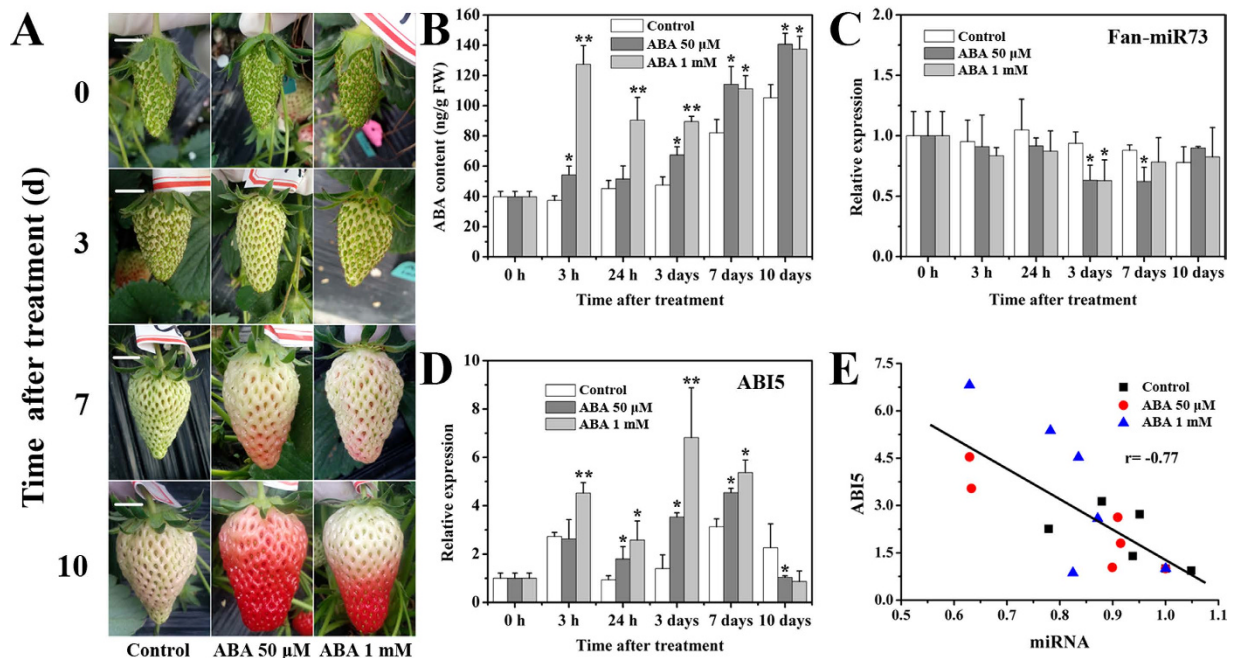 A
Time after treatment (d)
0
3
7
10
Control ABA 50 μM ABA 1 mM
B
Control
ABA 50 μM
ABA 1 mM
ABA content (ng/g FW)
160
140
120
100
80
60
40
20
0
* ** ** * ** * * * *
0 h 3 h 24 h 3 days 7 days 10 days
Time after treatment
C
Fan-miR73
Control
ABA 50 μM
ABA 1 mM
Relative expression
2.0
1.5
1.0
0.5
0.0
* * *
0 h 3 h 24 h 3 days 7 days 10 days
Time after treatment
D
ABI5
Control
ABA 50 μM
ABA 1 mM
Relative expression
10
8
6
4
2
0
** * * * ** * * *
0 h 3 h 24 h 3 days 7 days 10 days
Time after treatment
E
Control
ABA 50 μM
ABA 1 mM
r= -0.77
ABI5
7.5
6.0
4.5
3.0
1.5
0.0
0.5 0.6 0.7 0.8 0.9 1.0 1.1
miRNA